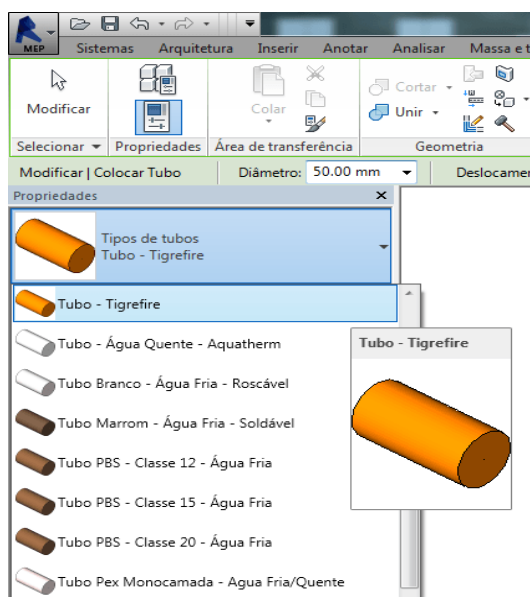 MEP
Sistemas Arquitetura Inserir Anotar Analisar Massa e t
Modificar
Colar
Cortar
Unir
Selecionar Propriedades Área de transferência Geometria
Modificar | Colocar Tubo Diâmetro: 50.00 mm Deslocamen
Propriedades
Tipos de tubos
Tubo - Tigrefire
Tubo - Tigrefire
Tubo - Água Quente - Aquatherm
Tubo - Tigrefire
Tubo Branco - Água Fria - Roscável
Tubo Marrom - Água Fria - Soldável
Tubo PBS - Classe 12 - Água Fria
Tubo PBS - Classe 15 - Água Fria
Tubo PBS - Classe 20 - Água Fria
Tubo Pex Monocamada - Agua Fria/Quente